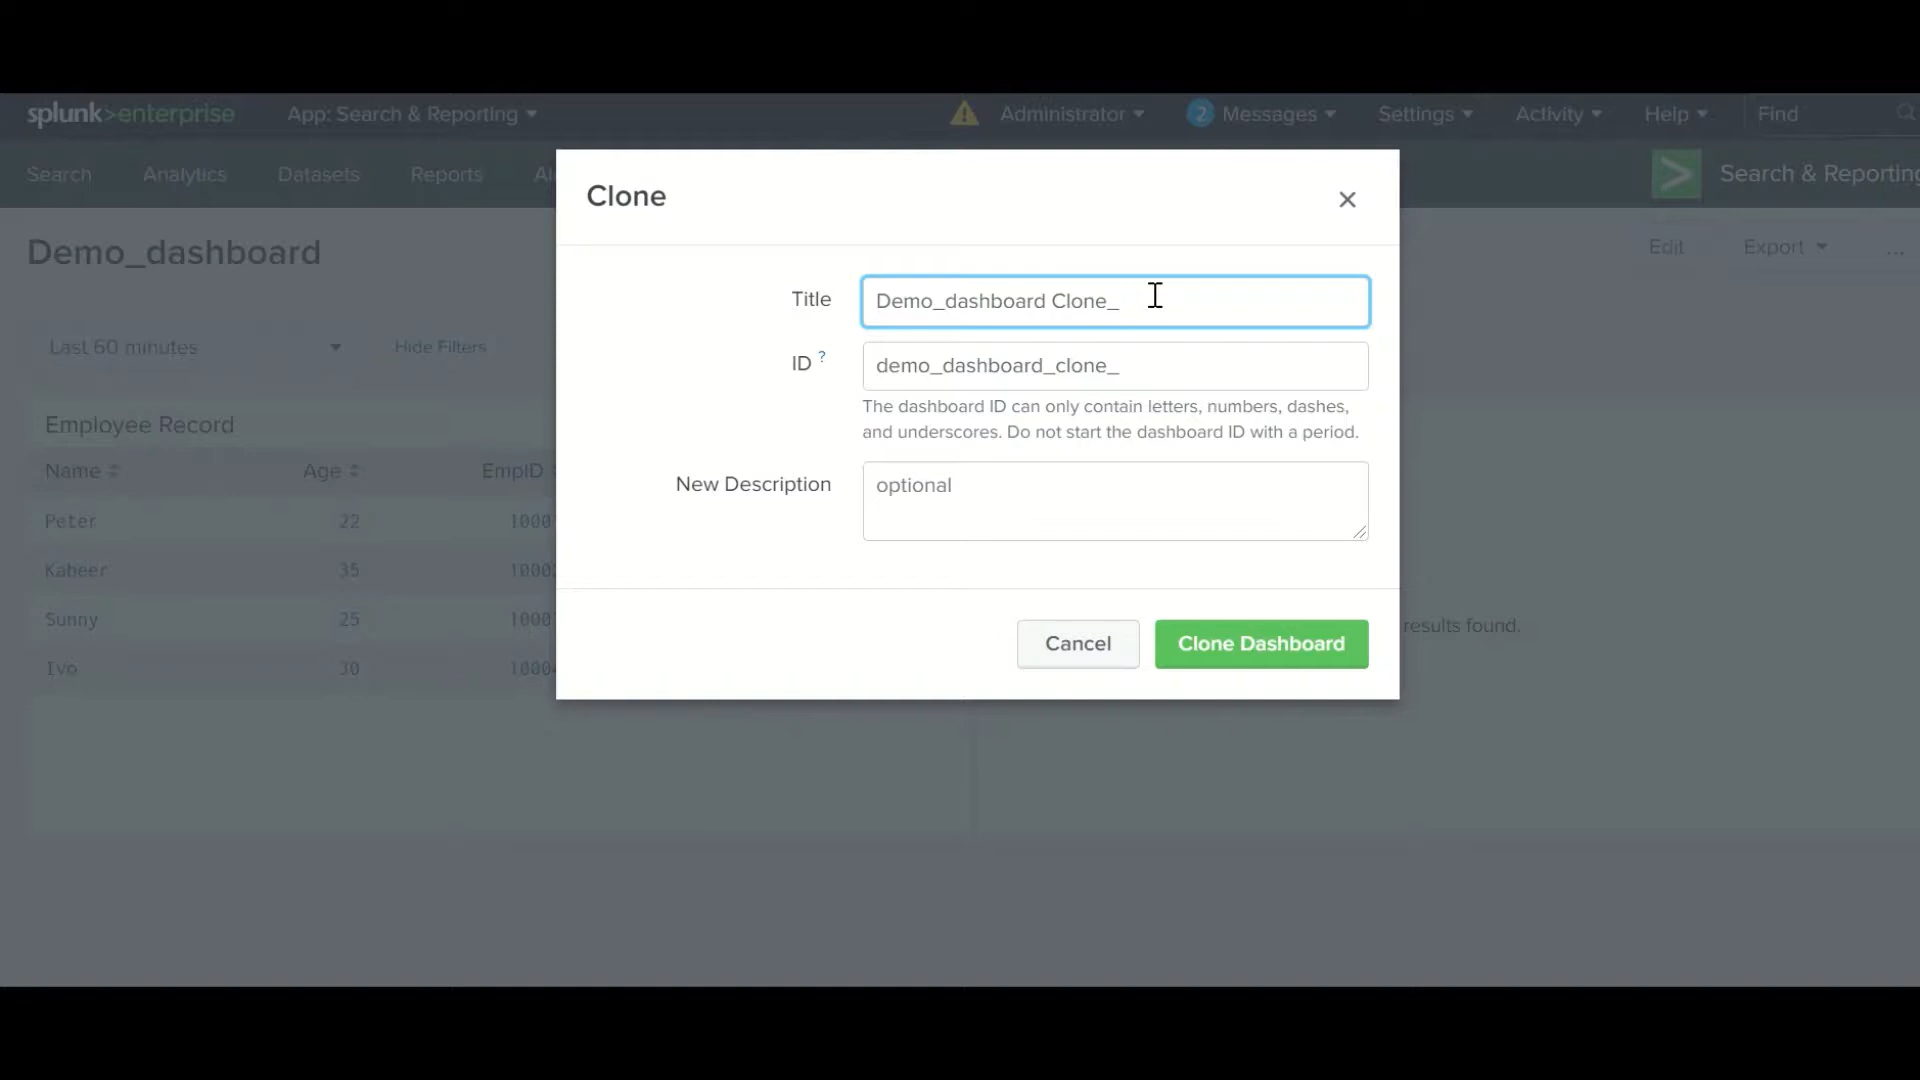 splunk>enterprise App: Search & Reporting Administrator 2 Messages Settings Activity Help Find
Search Analytics Datasets Reports Search & Reporting
Demo_dashboard Edit Export ...
Last 60 minutes Hide Filters
Employee Record
Name Age EmpID
Peter 22
Kabeer 35
Sunny 25
Ivo 30
results found.
Clone
Title Demo_dashboard Clone_
ID ? demo_dashboard_clone_
The dashboard ID can only contain letters, numbers, dashes,
and underscores. Do not start the dashboard ID with a period.
New Description optional
Cancel Clone Dashboard